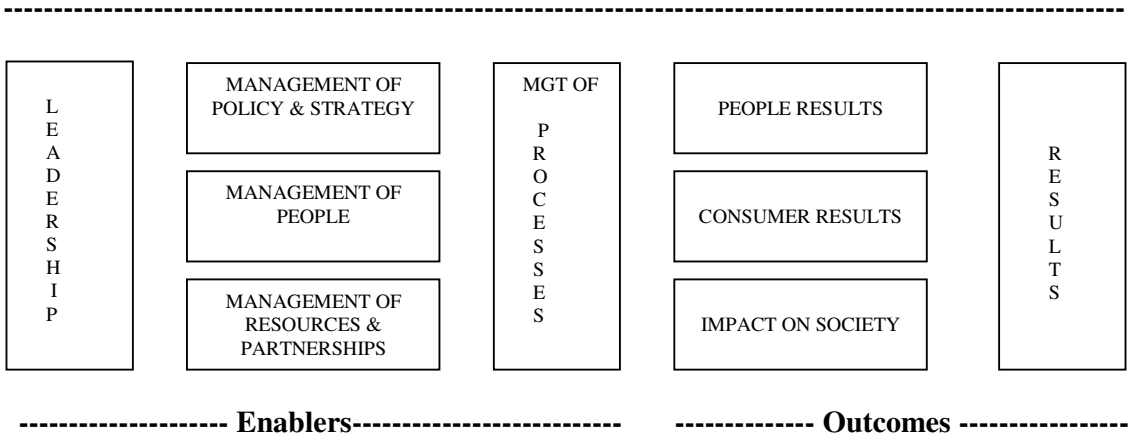 LEADERSHIP
MANAGEMENT OF
POLICY & STRATEGY
MANAGEMENT OF
PEOPLE
MANAGEMENT OF
RESOURCES &
PARTNERSHIPS
MGT OF
PROCESSES
PEOPLE RESULTS
CONSUMER RESULTS
IMPACT ON SOCIETY
RESULTS
--------------------- Enablers---------------------------
-------------- Outcomes -----------------